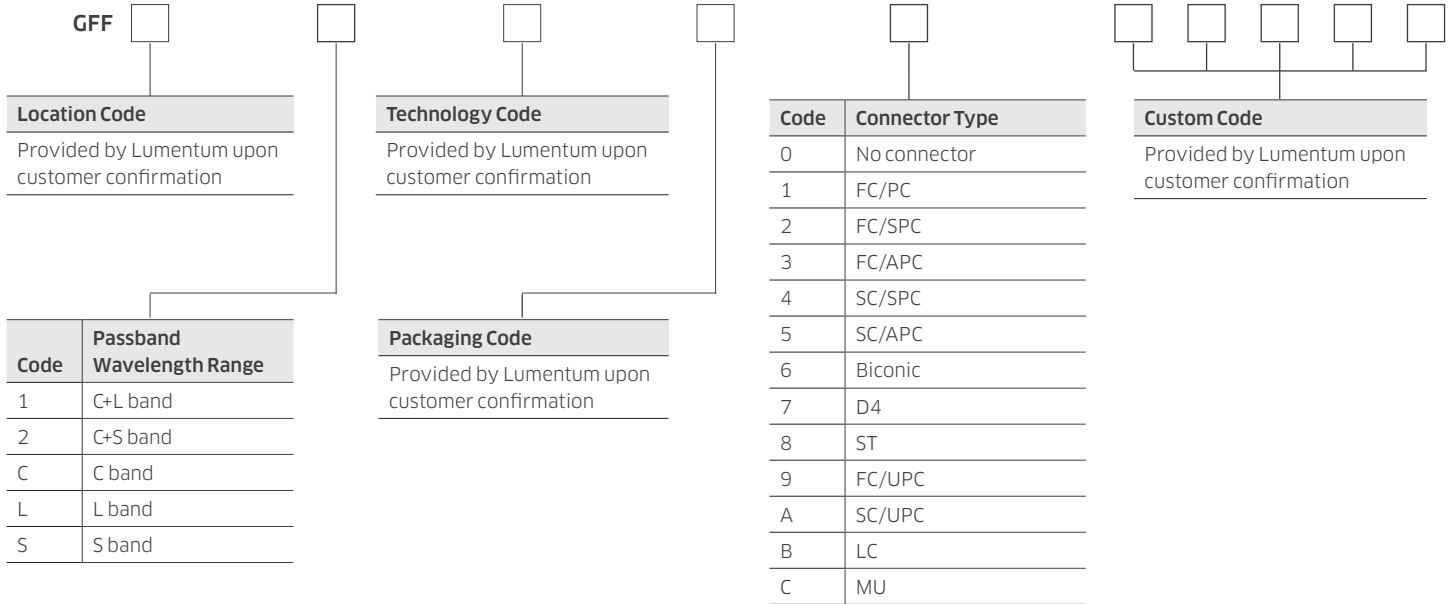 GFF
Location Code
Provided by Lumentum upon
customer confirmation
Code Passband
Wavelength Range
1 C+L band
2 C+S band
C C band
L L band
S S band
Technology Code
Provided by Lumentum upon
customer confirmation
Packaging Code
Provided by Lumentum upon
customer confirmation
Code Connector Type
0 No connector
1 FC/PC
2 FC/SPC
3 FC/APC
4 SC/SPC
5 SC/APC
6 Biconic
7 D4
8 ST
9 FC/UPC
A SC/UPC
B LC
C MU
Custom Code
Provided by Lumentum upon
customer confirmation